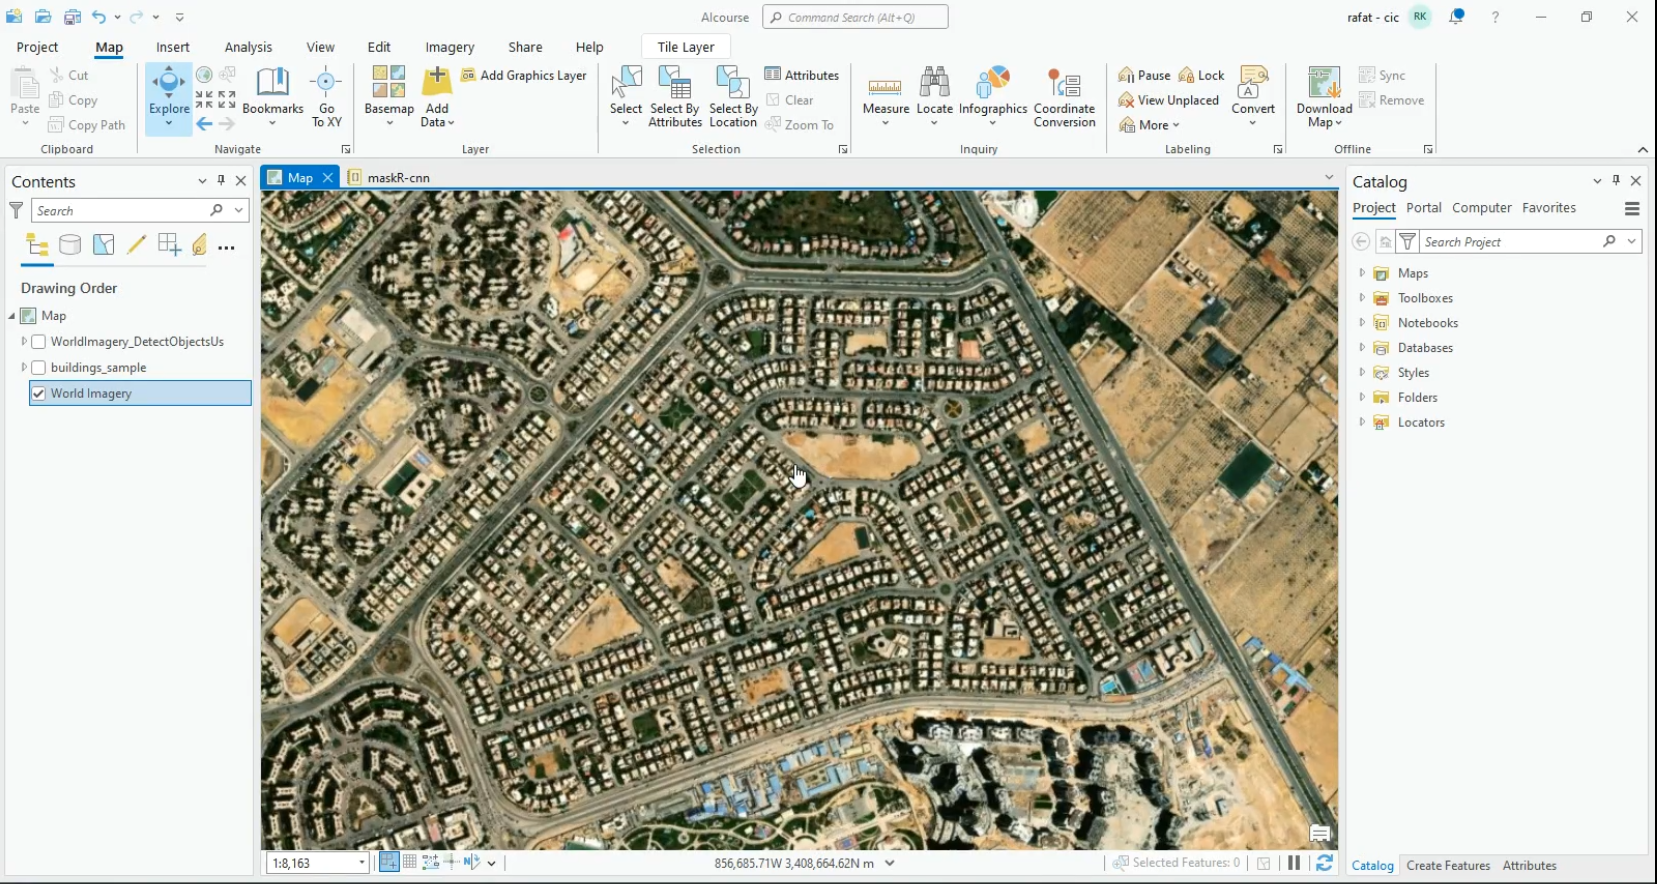 Alcourse
Command Search (Alt+Q)
rafat - cic
RK
?
Project
Map
Insert
Analysis
View
Edit
Imagery
Share
Help
Tile Layer
Paste
Cut
Copy
Copy Path
Clipboard
Explore
Bookmarks
Go
To XY
Navigate
Basemap
Add
Data
Add Graphics Layer
Layer
Select
Select By
Attributes
Select By
Location
Attributes
Clear
Zoom To
Selection
Measure
Locate
Infographics
Coordinate
Conversion
Inquiry
Pause
Lock
View Unplaced
More
Convert
Labeling
Download
Map
Sync
Remove
Offline
Contents
Search
Drawing Order
Map
WorldImagery_DetectObjectsUs
buildings_sample
World Imagery
Map
maskR-cnn
1:8,163
856,685.71W 3,408,664.62N m
Selected Features: 0
Catalog
Project
Portal
Computer
Favorites
Search Project
Maps
Toolboxes
Notebooks
Databases
Styles
Folders
Locators
Catalog
Create Features
Attributes